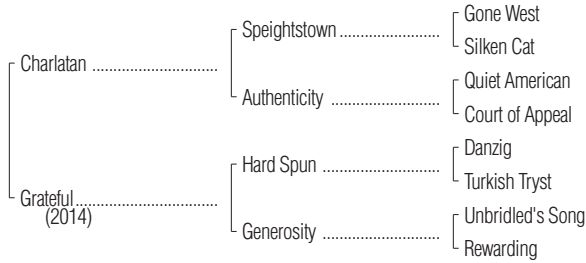 Gone West
Speightstown
Silken Cat
Charlatan
Quiet American
Authenticity
Court of Appeal
Danzig
Hard Spun
Turkish Tryst
Grateful
(2014)
Unbridled's Song
Generosity
Rewarding